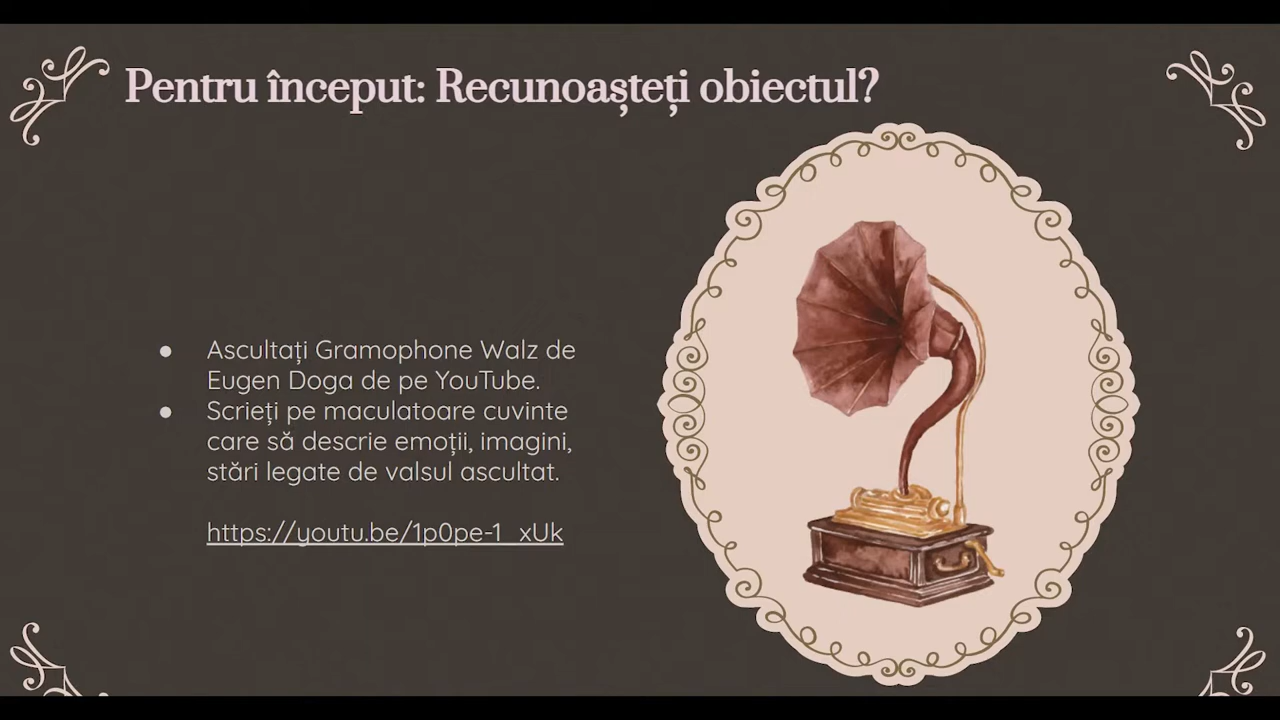 Pentru început: Recunoașteți obiectul?
● Ascultați Gramophone Walz de
Eugen Doga de pe YouTube.
● Scrieți pe maculatoare cuvinte
care să descrie emoții, imagini,
stări legate de valsul ascultat.
https://youtu.be/1p0pe-1_xUk